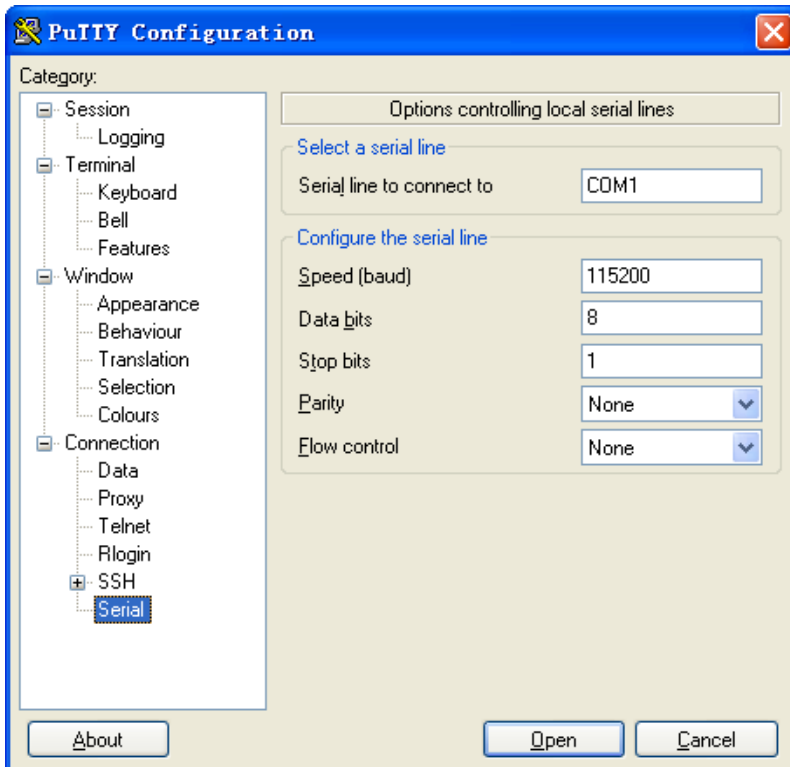 PuTTY Configuration
Category:
Session
Logging
Terminal
Keyboard
Bell
Features
Window
Appearance
Behaviour
Translation
Selection
Colours
Connection
Data
Proxy
Telnet
Rlogin
SSH
Serial
Options controlling local serial lines
Select a serial line
Serial line to connect to COM1
Configure the serial line
Speed (baud) 115200
Data bits 8
Stop bits 1
Parity None
Flow control None
About Open Cancel